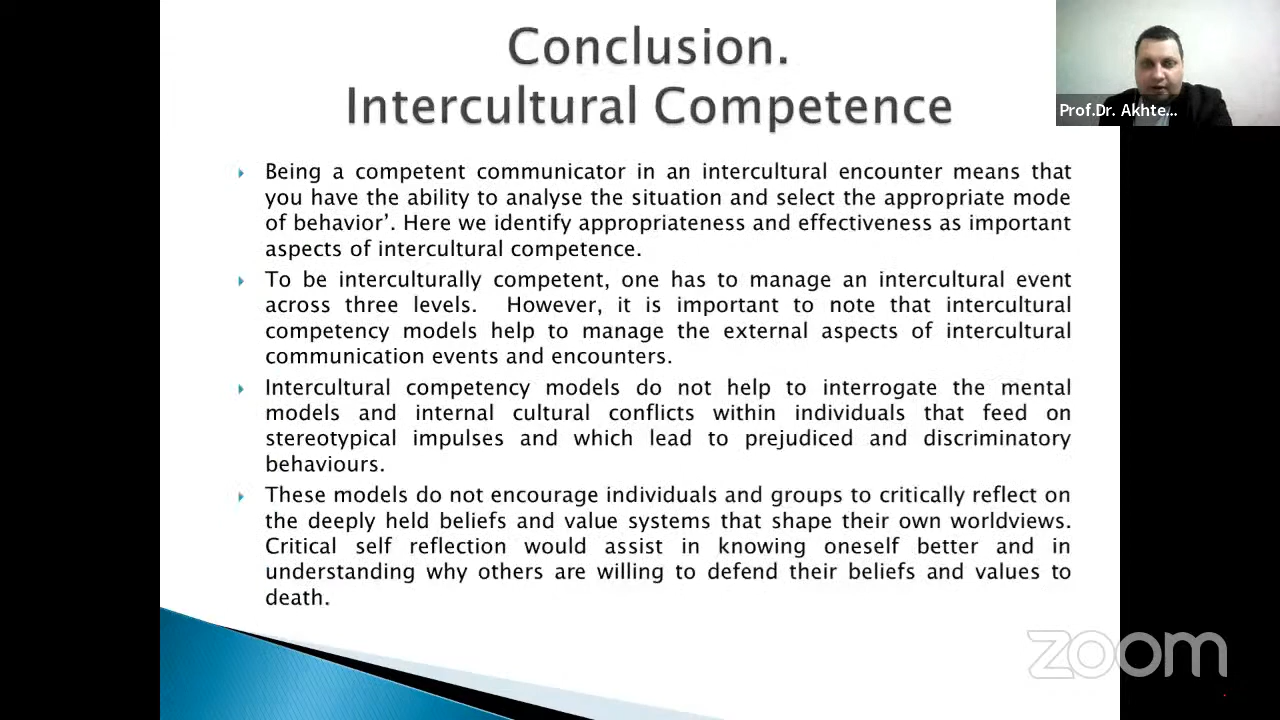 Conclusion.
Intercultural Competence
Prof.Dr. Akhte...
Being a competent communicator in an intercultural encounter means that
you have the ability to analyse the situation and select the appropriate mode
of behavior’. Here we identify appropriateness and effectiveness as important
aspects of intercultural competence.
To be interculturally competent, one has to manage an intercultural event
across three levels. However, it is important to note that intercultural
competency models help to manage the external aspects of intercultural
communication events and encounters.
Intercultural competency models do not help to interrogate the mental
models and internal cultural conflicts within individuals that feed on
stereotypical impulses and which lead to prejudiced and discriminatory
behaviours.
These models do not encourage individuals and groups to critically reflect on
the deeply held beliefs and value systems that shape their own worldviews.
Critical self reflection would assist in knowing oneself better and in
understanding why others are willing to defend their beliefs and values to
death.
zoom